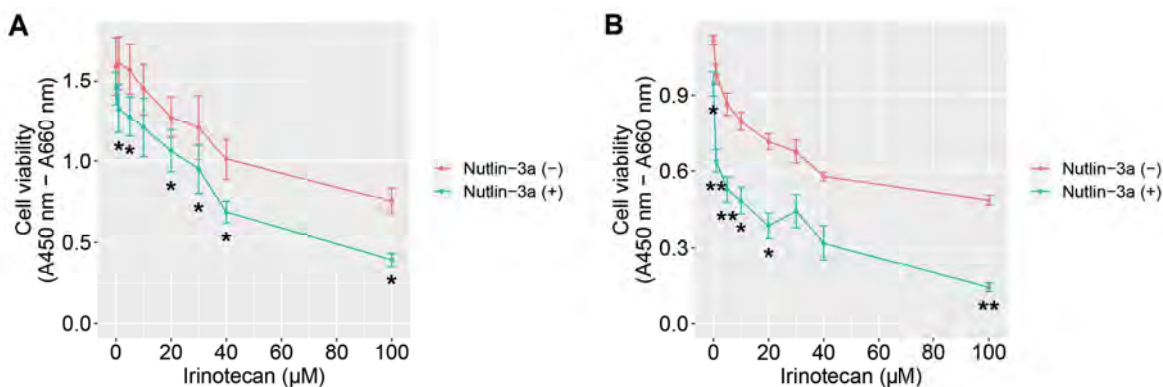 A
Cell viability
(A450 nm − A660 nm)
1.5
1.0
0.5
0.0
* *
*
*
*
*
0 20 40 60 80 100
Irinotecan (μM)
Nutlin−3a (−)
Nutlin−3a (+)
B
Cell viability
(A450 nm − A660 nm)
0.9
0.6
0.3
0.0
*
**
**
*
*
**
0 20 40 60 80 100
Irinotecan (μM)
Nutlin−3a (−)
Nutlin−3a (+)